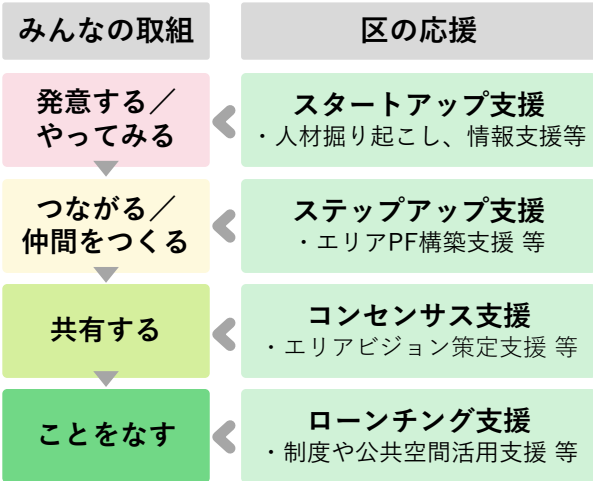 みんなの取組
区の応援
発意する／
やってみる
スタートアップ支援
・人材掘り起こし、情報支援等
つながる／
仲間をつくる
ステップアップ支援
・エリアPF構築支援 等
共有する
コンセンサス支援
・エリアビジョン策定支援 等
ことをなす
ローンチング支援
・制度や公共空間活用支援 等